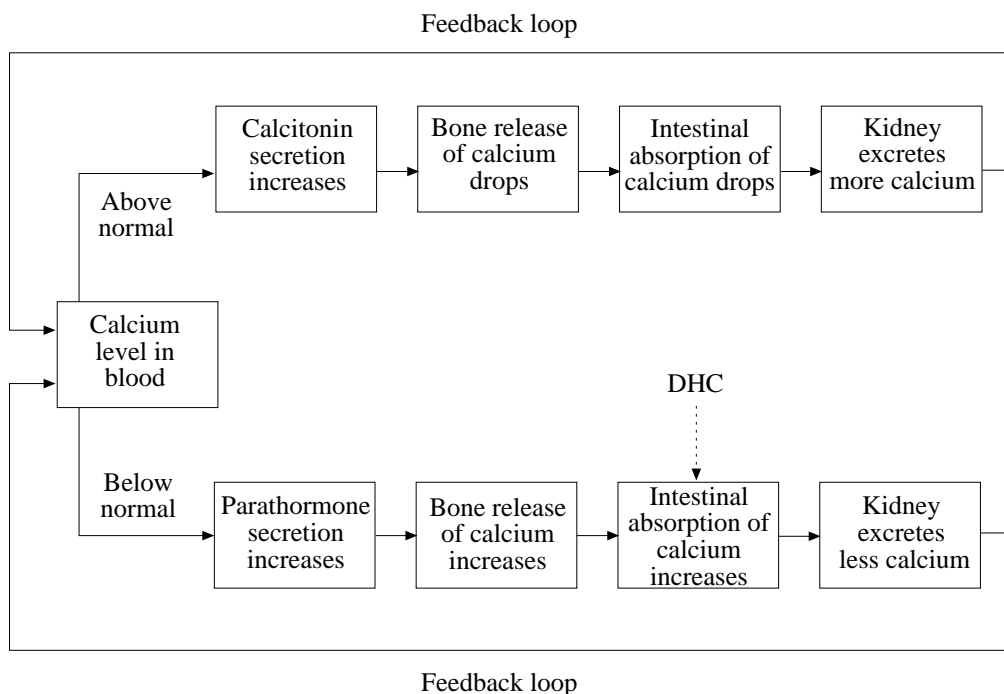 Feedback loop
Calcitonin
secretion
increases
Bone release
of calcium
drops
Intestinal
absorption of
calcium drops
Kidney
excretes
more calcium
Above
normal
Calcium
level in
blood
DHC
Below
normal
Parathormone
secretion
increases
Bone release
of calcium
increases
Intestinal
absorption of
calcium
increases
Kidney
excretes
less calcium
Feedback loop